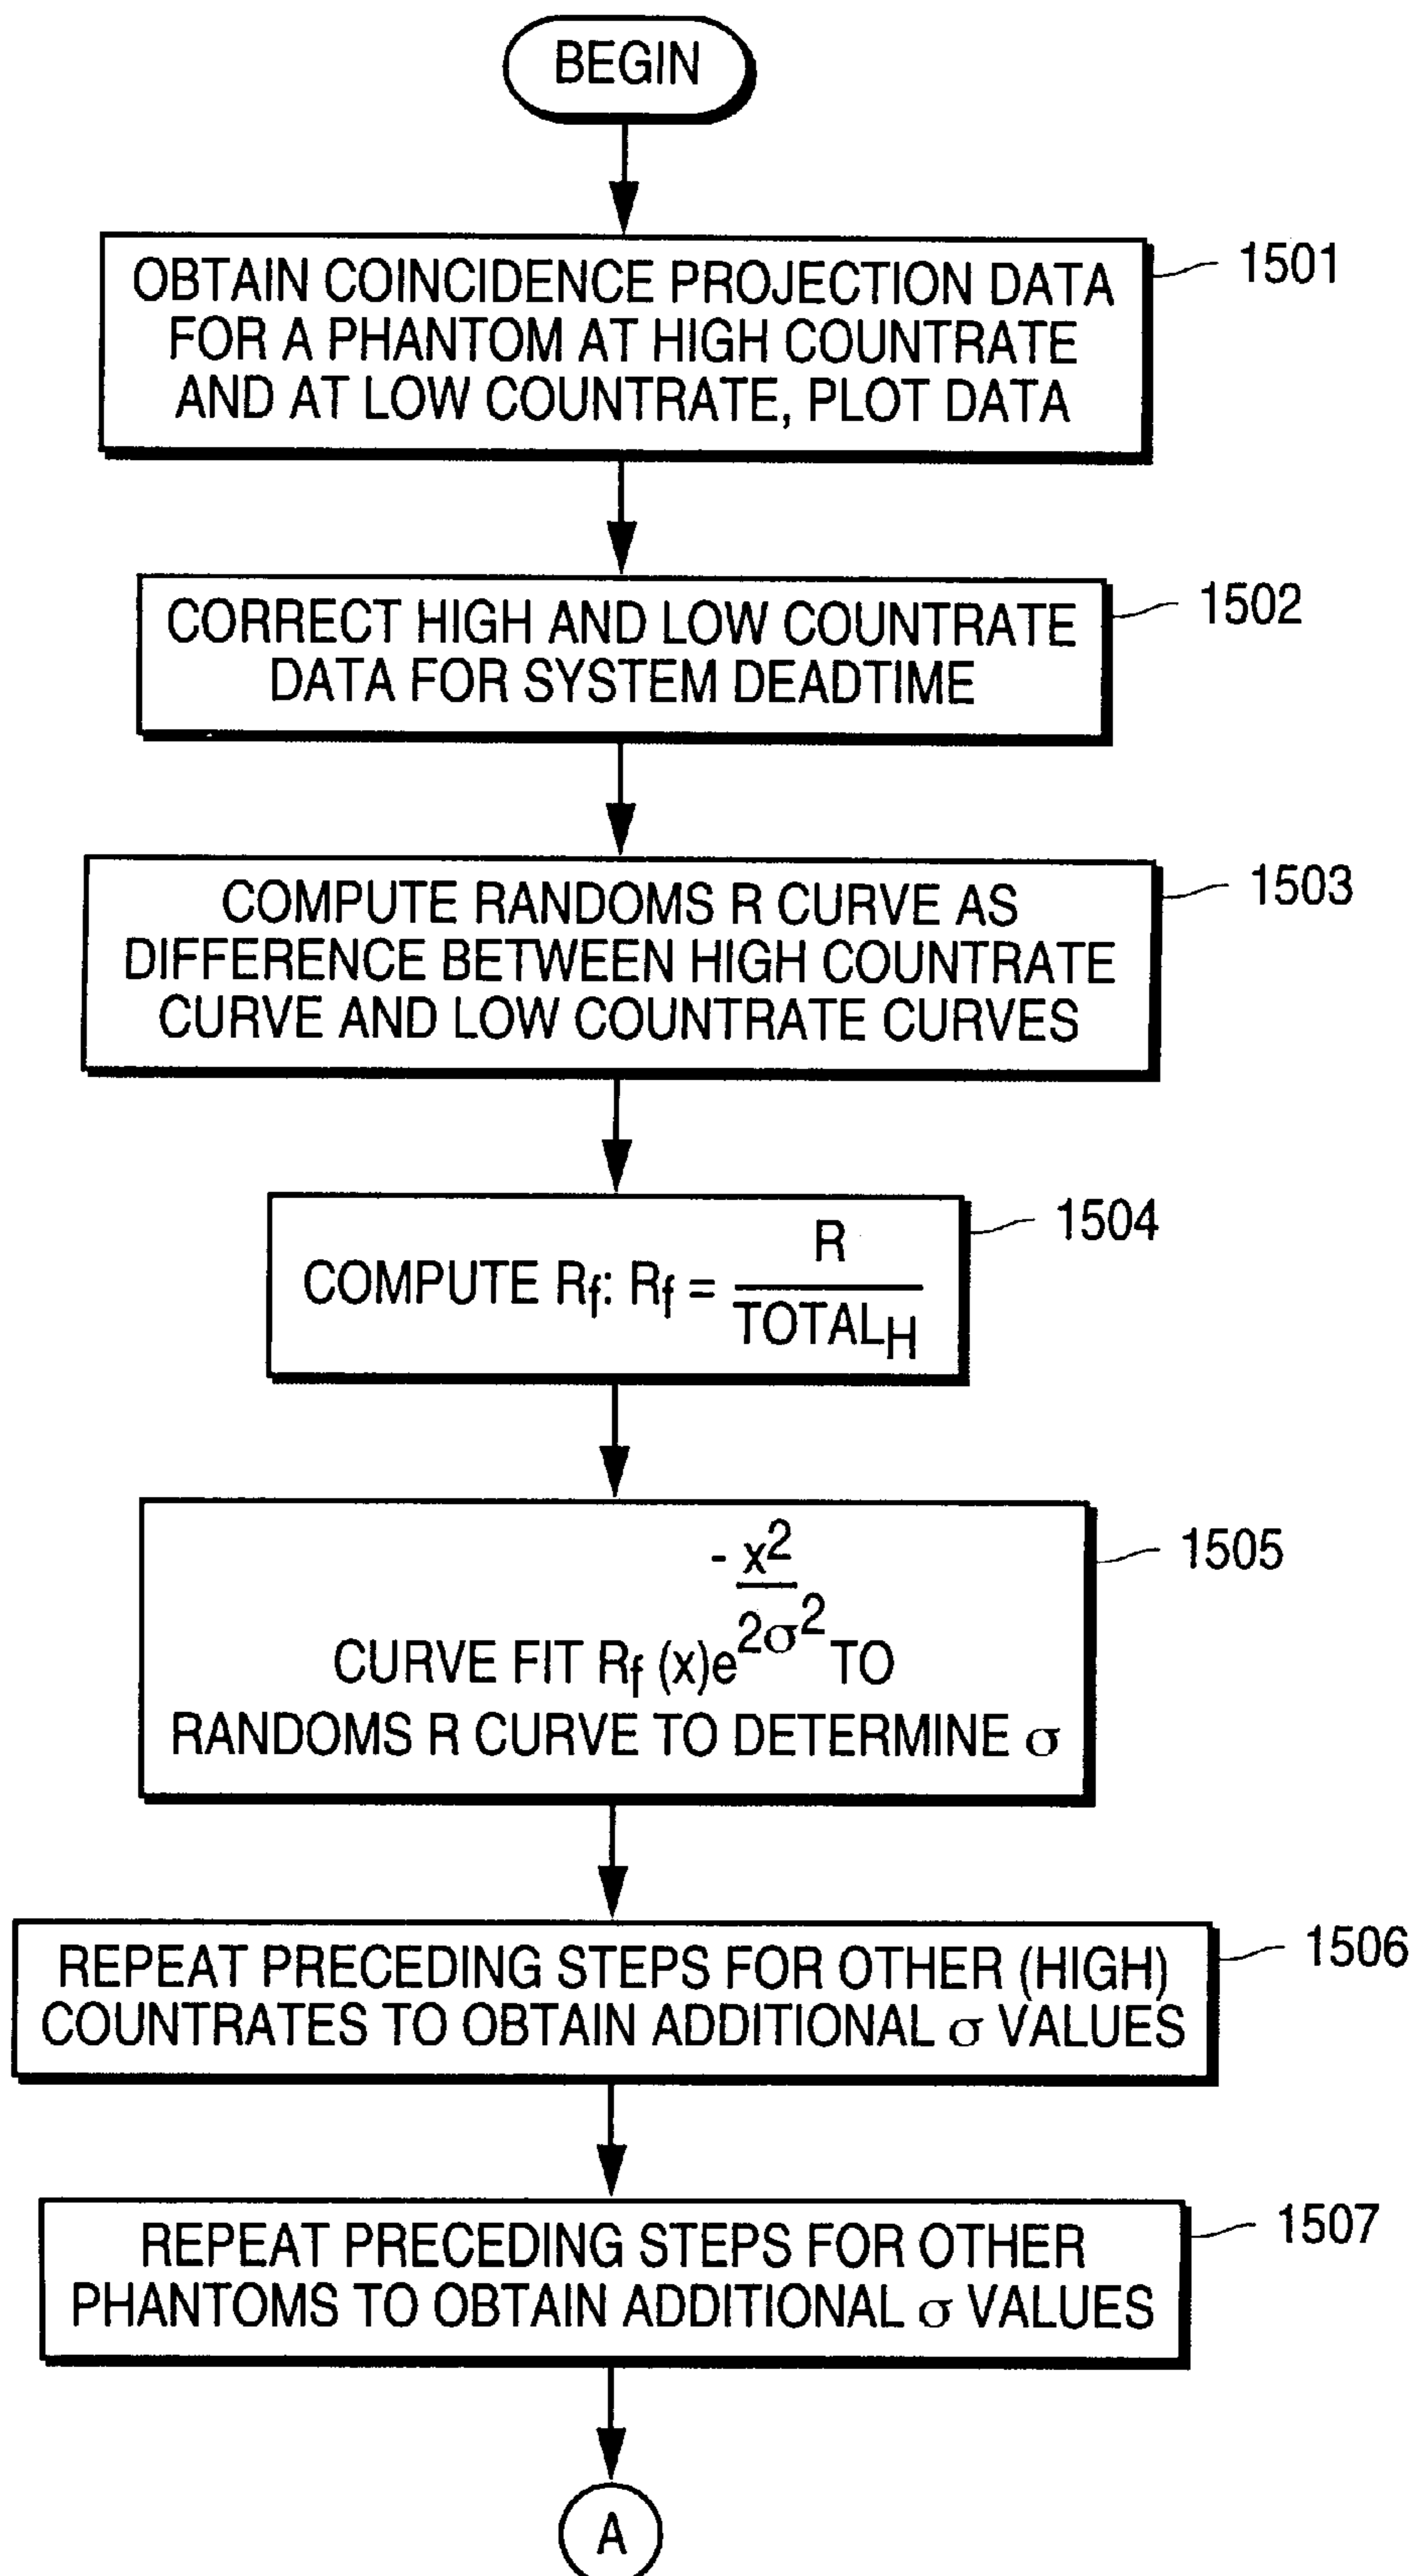 BEGIN
OBTAIN COINCIDENCE PROJECTION DATA
FOR A PHANTOM AT HIGH COUNTRATE
AND AT LOW COUNTRATE, PLOT DATA
1501
CORRECT HIGH AND LOW COUNTRATE
DATA FOR SYSTEM DEADTIME
1502
COMPUTE RANDOMS R CURVE AS
DIFFERENCE BETWEEN HIGH COUNTRATE
CURVE AND LOW COUNTRATE CURVES
1503
COMPUTE Rf: Rf = R / TOTALH
1504
CURVE FIT Rf (x)e^(-x²/2σ²) TO
RANDOMS R CURVE TO DETERMINE σ
1505
REPEAT PRECEDING STEPS FOR OTHER (HIGH)
COUNTRATES TO OBTAIN ADDITIONAL σ VALUES
1506
REPEAT PRECEDING STEPS FOR OTHER
PHANTOMS TO OBTAIN ADDITIONAL σ VALUES
1507
A